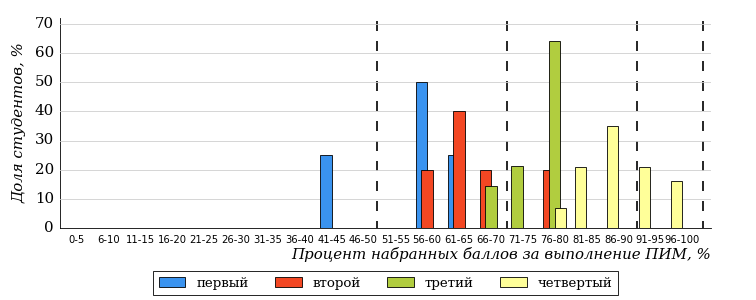 70
60
50
40
30
20
10
0
Доля студентов, %
0-5 6-10 11-15 16-20 21-25 26-30 31-35 36-40 41-45 46-50 51-55 56-60 61-65 66-70 71-75 76-80 81-85 86-90 91-95 96-100
Процент набранных баллов за выполнение ПИМ, %
первый второй третий четвертый